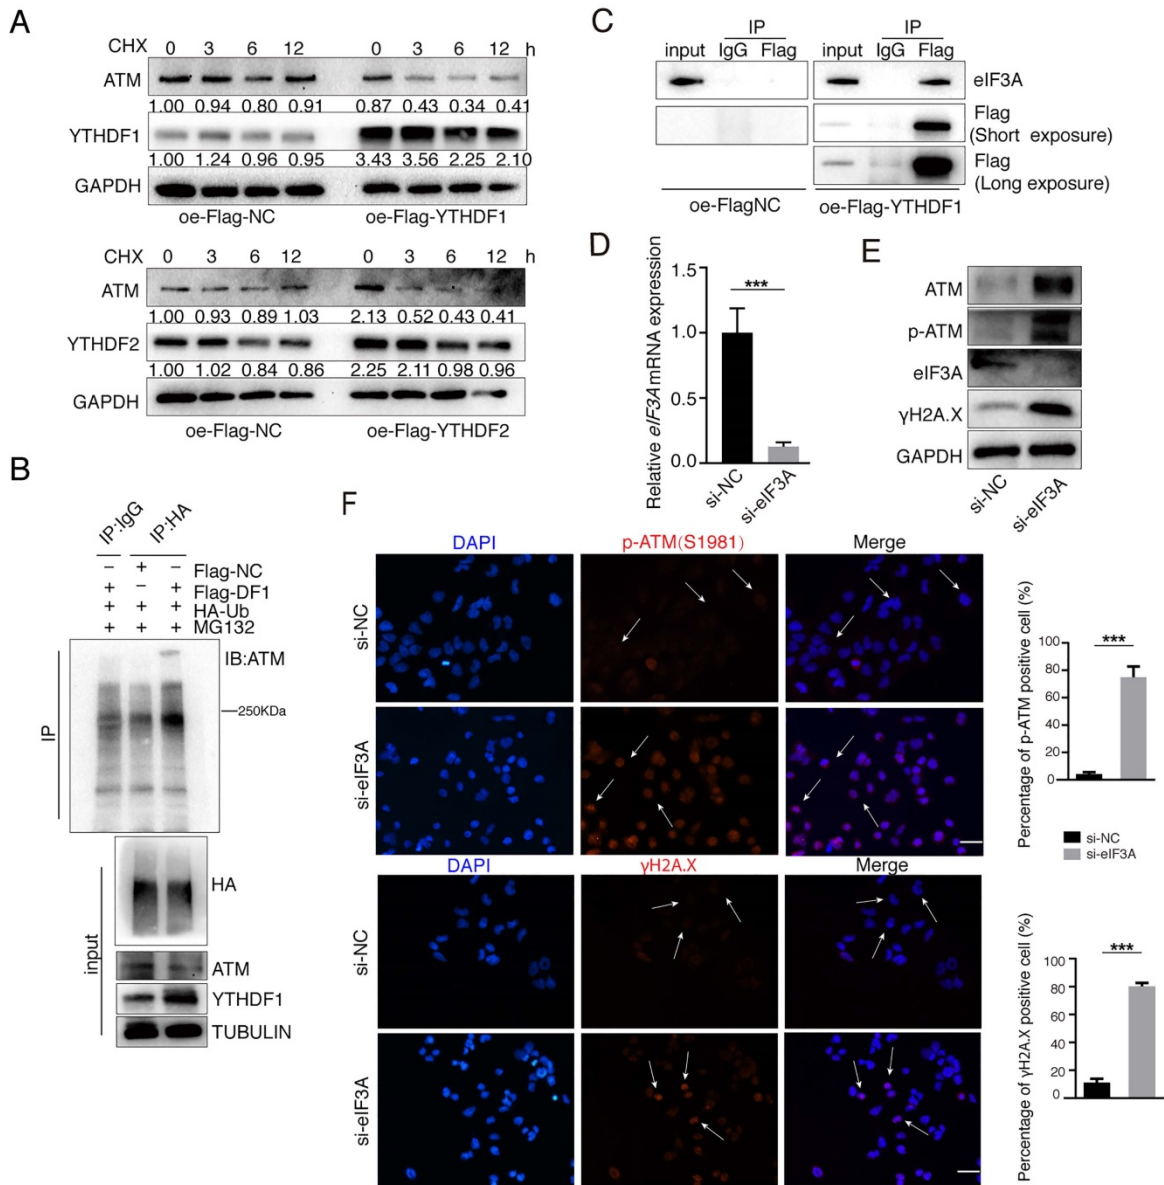 A
CHX 0 3 6 12 0 3 6 12 h
ATM
1.00 0.94 0.80 0.91 0.87 0.43 0.34 0.41
YTHDF1
1.00 1.24 0.96 0.95 3.43 3.56 2.25 2.10
GAPDH
oe-Flag-NC oe-Flag-YTHDF1
CHX 0 3 6 12 0 3 6 12 h
ATM
1.00 0.93 0.89 1.03 2.13 0.52 0.43 0.41
YTHDF2
1.00 1.02 0.84 0.86 2.25 2.11 0.98 0.96
GAPDH
oe-Flag-NC oe-Flag-YTHDF2
B
IP:IgG IP:HA
– + – Flag-NC
+ – + Flag-DF1
+ + + HA-Ub
+ + + MG132
IB:ATM
250KDa
IP
HA
input
ATM
YTHDF1
TUBULIN
C
IP IP
input IgG Flag input IgG Flag
eIF3A
Flag
(Short exposure)
Flag
(Long exposure)
oe-FlagNC oe-Flag-YTHDF1
D
Relative eIF3A mRNA expression
1.5
1.0
0.5
0.0
***
si-NC
si-eIF3A
E
ATM
p-ATM
eIF3A
γH2A.X
GAPDH
si-NC
si-eIF3A
F
DAPI p-ATM(S1981) Merge
si-NC
si-eIF3A
DAPI γH2A.X Merge
si-NC
si-eIF3A
Percentage of p-ATM positive cell (%)
100
80
60
40
20
0
***
si-NC
si-eIF3A
Percentage of γH2A.X positive cell (%)
100
80
60
40
20
0
***